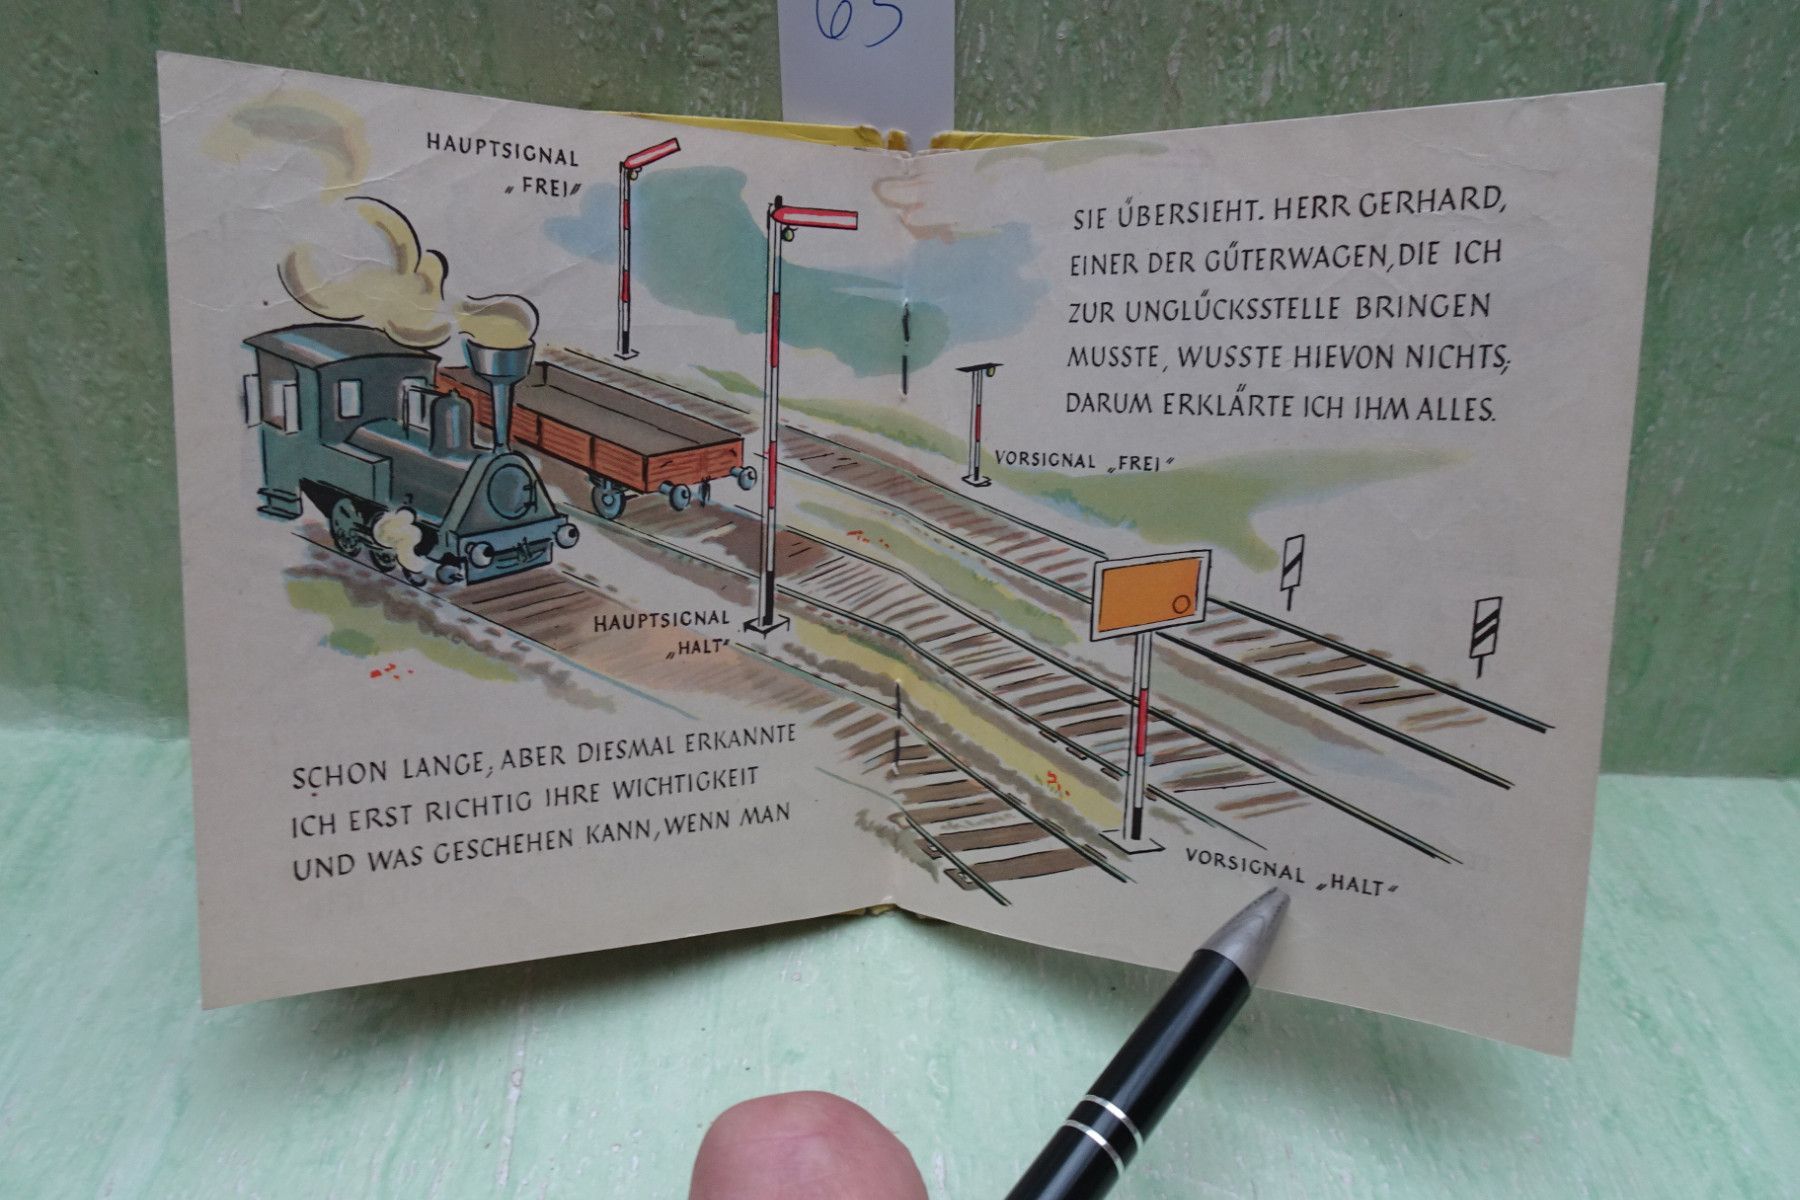 63
HAUPTSIGNAL
„FREI“
HAUPTSIGNAL
„HALT“
SCHON LANGE, ABER DIESMAL ERKANNTE
ICH ERST RICHTIG IHRE WICHTIGKEIT
UND WAS GESCHEHEN KANN, WENN MAN
SIE ÜBERSIEHT. HERR GERHARD,
EINER DER GÜTERWAGEN, DIE ICH
ZUR UNGLÜCKSSTELLE BRINGEN
MUSSTE, WUSSTE HIEVON NICHTS,
DARUM ERKLÄRTE ICH IHM ALLES.
VORSIGNAL „FREI“
VORSIGNAL „HALT“